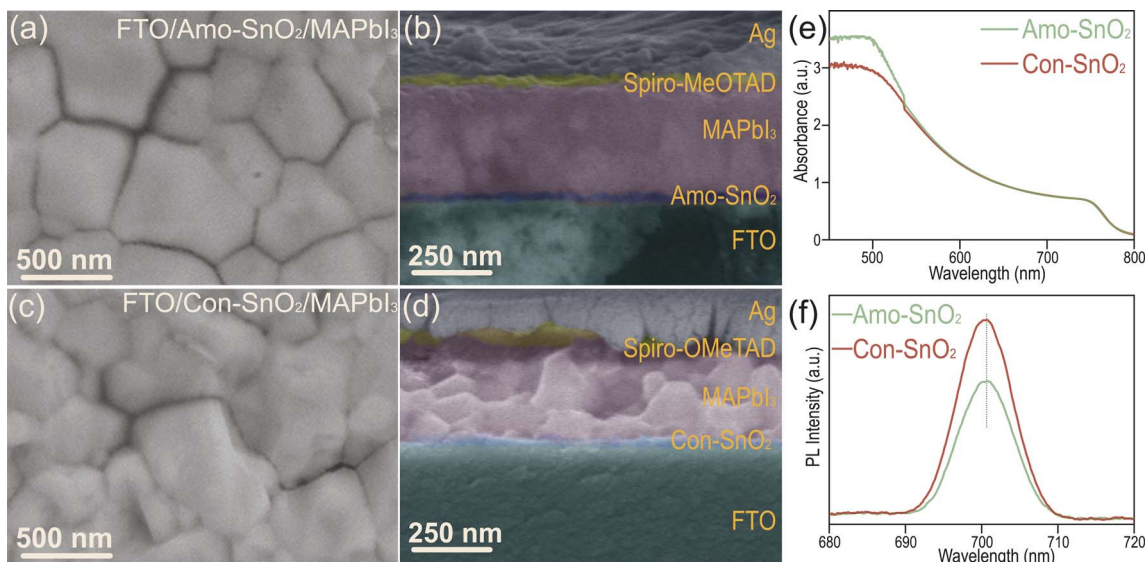 (a) FTO/Amo-SnO₂/MAPbI₃
500 nm
(b)
Ag
Spiro-MeOTAD
MAPbI₃
Amo-SnO₂
FTO
250 nm
(c) FTO/Con-SnO₂/MAPbI₃
500 nm
(d)
Ag
Spiro-OMeTAD
MAPbI₃
Con-SnO₂
FTO
250 nm
(e)
Amo-SnO₂
Con-SnO₂
Absorbance (a.u.)
3
2
1
0
500 600 700 800
Wavelength (nm)
(f)
Amo-SnO₂
Con-SnO₂
PL Intensity (a.u.)
680 690 700 710 720
Wavelength (nm)